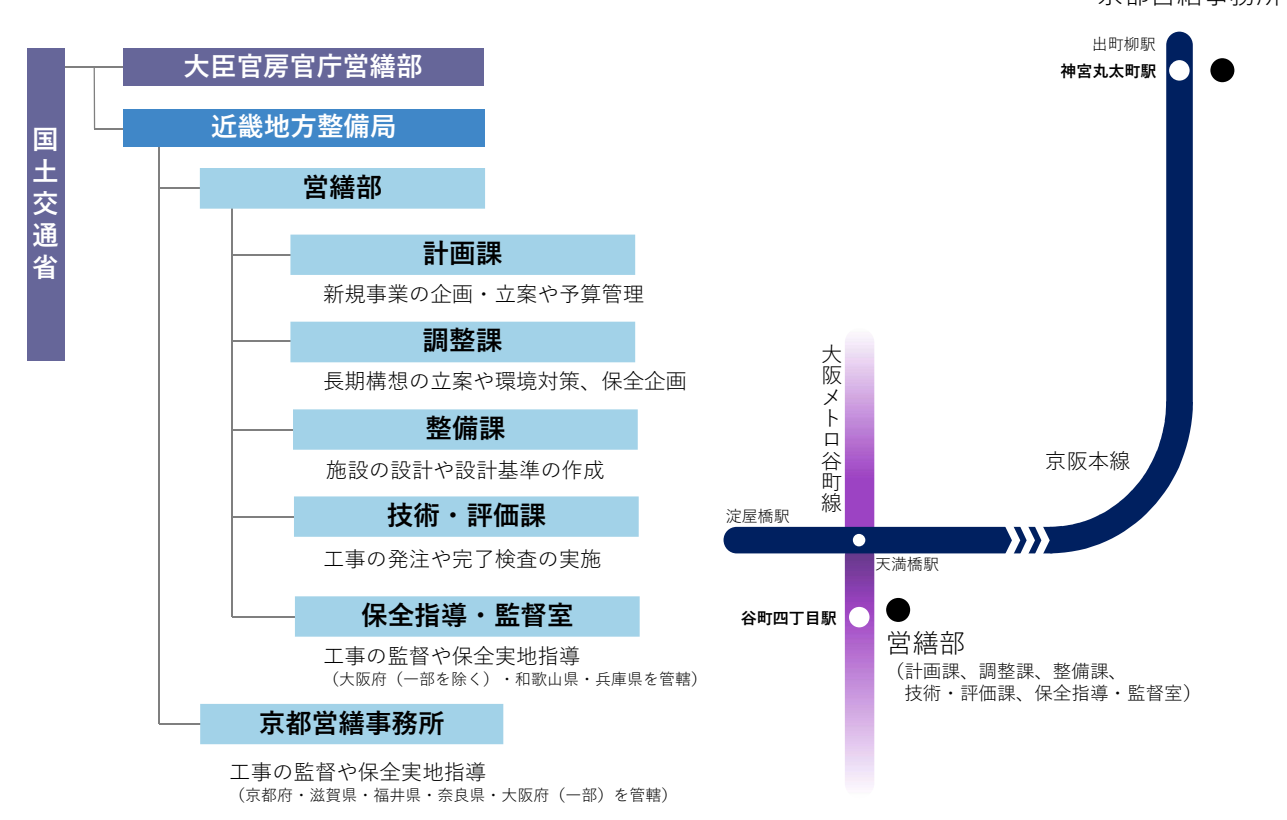 国土交通省
大臣官房官庁営繕部
近畿地方整備局
営繕部
計画課
新規事業の企画・立案や予算管理
調整課
長期構想の立案や環境対策、保全企画
整備課
施設の設計や設計基準の作成
技術・評価課
工事の発注や完了検査の実施
保全指導・監督室
工事の監督や保全実地指導
（大阪府（一部を除く）・和歌山県・兵庫県を管轄）
京都営繕事務所
工事の監督や保全実地指導
（京都府・滋賀県・福井県・奈良県・大阪府（一部）を管轄）
京都営繕事務所
出町柳駅
神宮丸太町駅
大阪メトロ谷町線
京阪本線
淀屋橋駅
天満橋駅
谷町四丁目駅
営繕部
（計画課、調整課、整備課、
技術・評価課、保全指導・監督室）